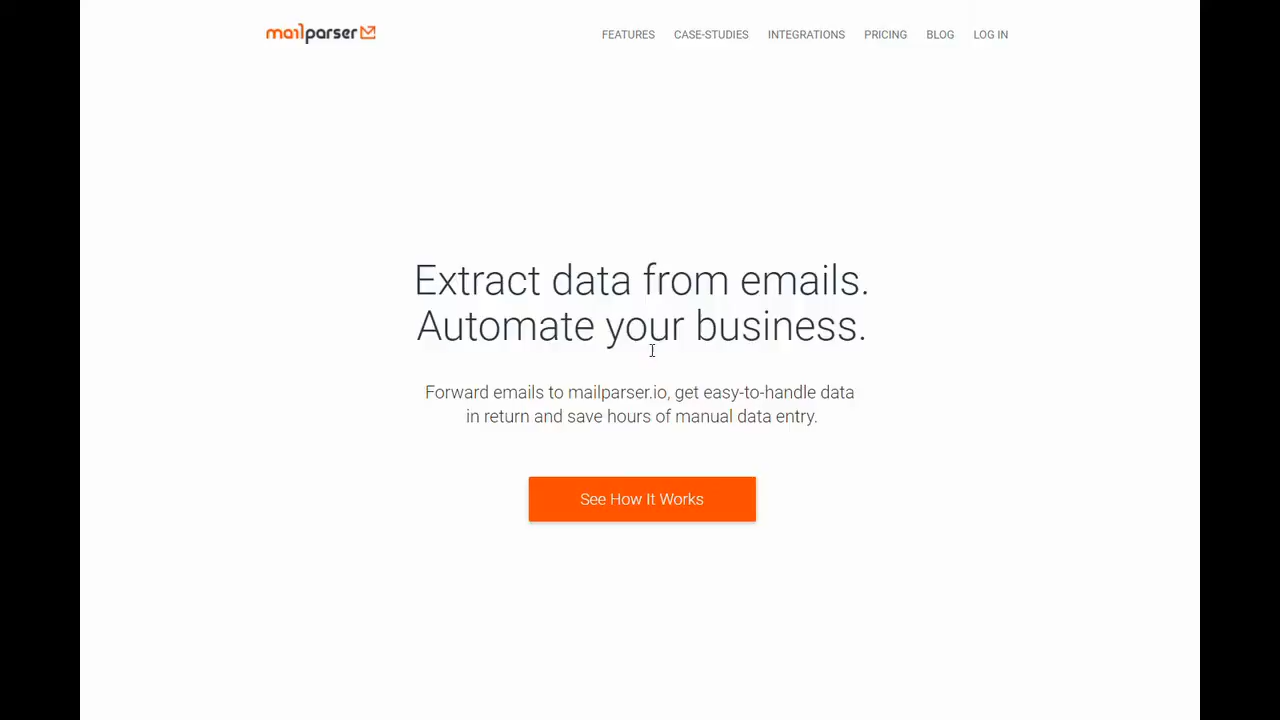 mailparser
FEATURES CASE-STUDIES INTEGRATIONS PRICING BLOG LOG IN
Extract data from emails.
Automate your business.
Forward emails to mailparser.io, get easy-to-handle data
in return and save hours of manual data entry.
See How It Works